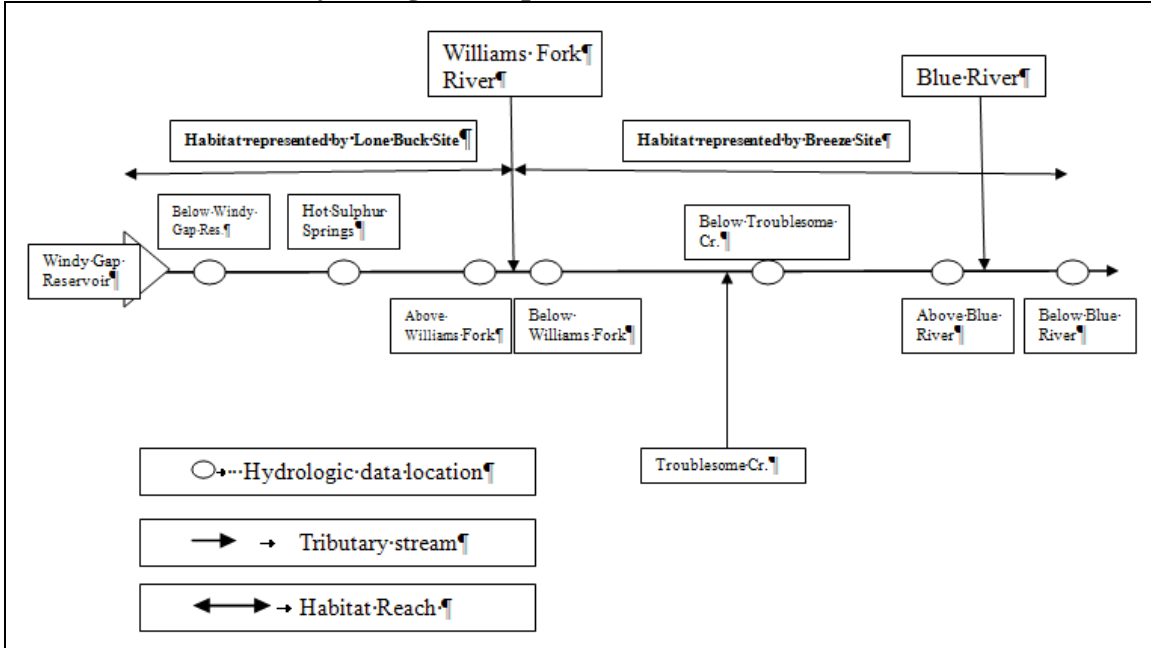 Williams Fork¶
River¶
Blue River¶
Habitat represented by Lone Buck Site¶
Habitat represented by Breeze Site¶
Below Windy
Gap Res.¶
Hot Sulphur
Springs¶
Below Troublesome
Cr.¶
Windy Gap
Reservoir¶
Above
Williams Fork¶
Below
Williams Fork¶
Above Blue
River¶
Below Blue
River¶
Troublesome Cr.¶
Hydrologic data location¶
Tributary stream¶
Habitat Reach ¶